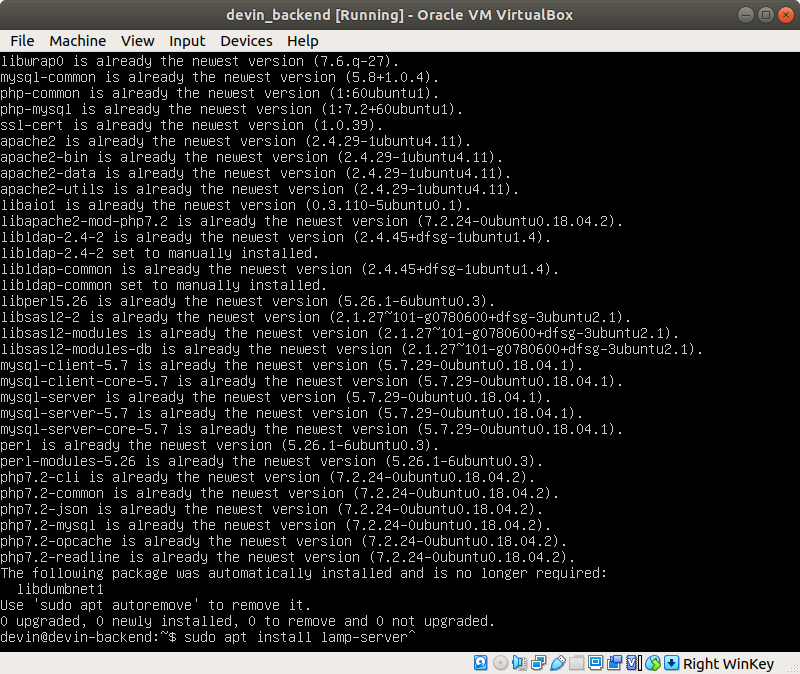 devin_backend [Running] - Oracle VM VirtualBox
File Machine View Input Devices Help
libwrap0 is already the newest version (7.6.q-27).
mysql-common is already the newest version (5.8+1.0.4).
php-common is already the newest version (1:60ubuntu1).
php-mysql is already the newest version (1:7.2+60ubuntu1).
ssl-cert is already the newest version (1.0.39).
apache2 is already the newest version (2.4.29-1ubuntu4.11).
apache2-bin is already the newest version (2.4.29-1ubuntu4.11).
apache2-data is already the newest version (2.4.29-1ubuntu4.11).
apache2-utils is already the newest version (2.4.29-1ubuntu4.11).
libaio1 is already the newest version (0.3.110-5ubuntu0.1).
libapache2-mod-php7.2 is already the newest version (7.2.24-0ubuntu0.18.04.2).
libldap-2.4-2 is already the newest version (2.4.45+dfsg-1ubuntu1.4).
libldap-2.4-2 set to manually installed.
libldap-common is already the newest version (2.4.45+dfsg-1ubuntu1.4).
libldap-common set to manually installed.
libperl5.26 is already the newest version (5.26.1-6ubuntu0.3).
libsasl2-2 is already the newest version (2.1.27~101-g0780600+dfsg-3ubuntu2.1).
libsasl2-modules is already the newest version (2.1.27~101-g0780600+dfsg-3ubuntu2.1).
libsasl2-modules-db is already the newest version (2.1.27~101-g0780600+dfsg-3ubuntu2.1).
mysql-client-5.7 is already the newest version (5.7.29-0ubuntu0.18.04.1).
mysql-client-core-5.7 is already the newest version (5.7.29-0ubuntu0.18.04.1).
mysql-server is already the newest version (5.7.29-0ubuntu0.18.04.1).
mysql-server-5.7 is already the newest version (5.7.29-0ubuntu0.18.04.1).
mysql-server-core-5.7 is already the newest version (5.7.29-0ubuntu0.18.04.1).
perl is already the newest version (5.26.1-6ubuntu0.3).
perl-modules-5.26 is already the newest version (5.26.1-6ubuntu0.3).
php7.2-cli is already the newest version (7.2.24-0ubuntu0.18.04.2).
php7.2-common is already the newest version (7.2.24-0ubuntu0.18.04.2).
php7.2-json is already the newest version (7.2.24-0ubuntu0.18.04.2).
php7.2-mysql is already the newest version (7.2.24-0ubuntu0.18.04.2).
php7.2-opcache is already the newest version (7.2.24-0ubuntu0.18.04.2).
php7.2-readline is already the newest version (7.2.24-0ubuntu0.18.04.2).
The following package was automatically installed and is no longer required:
  libdumbnet1
Use 'sudo apt autoremove' to remove it.
0 upgraded, 0 newly installed, 0 to remove and 0 not upgraded.
devin@devin-backend:~$ sudo apt install lamp-server^
Right WinKey